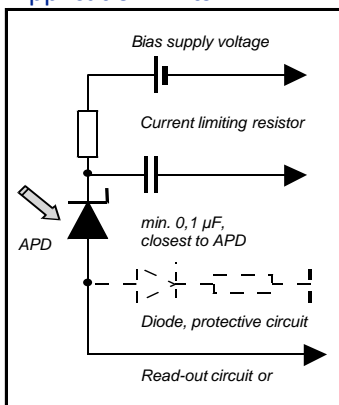 Bias supply voltage
Current limiting resistor
APD
min. 0,1 µF,
closest to APD
Diode, protective circuit
Read-out circuit or